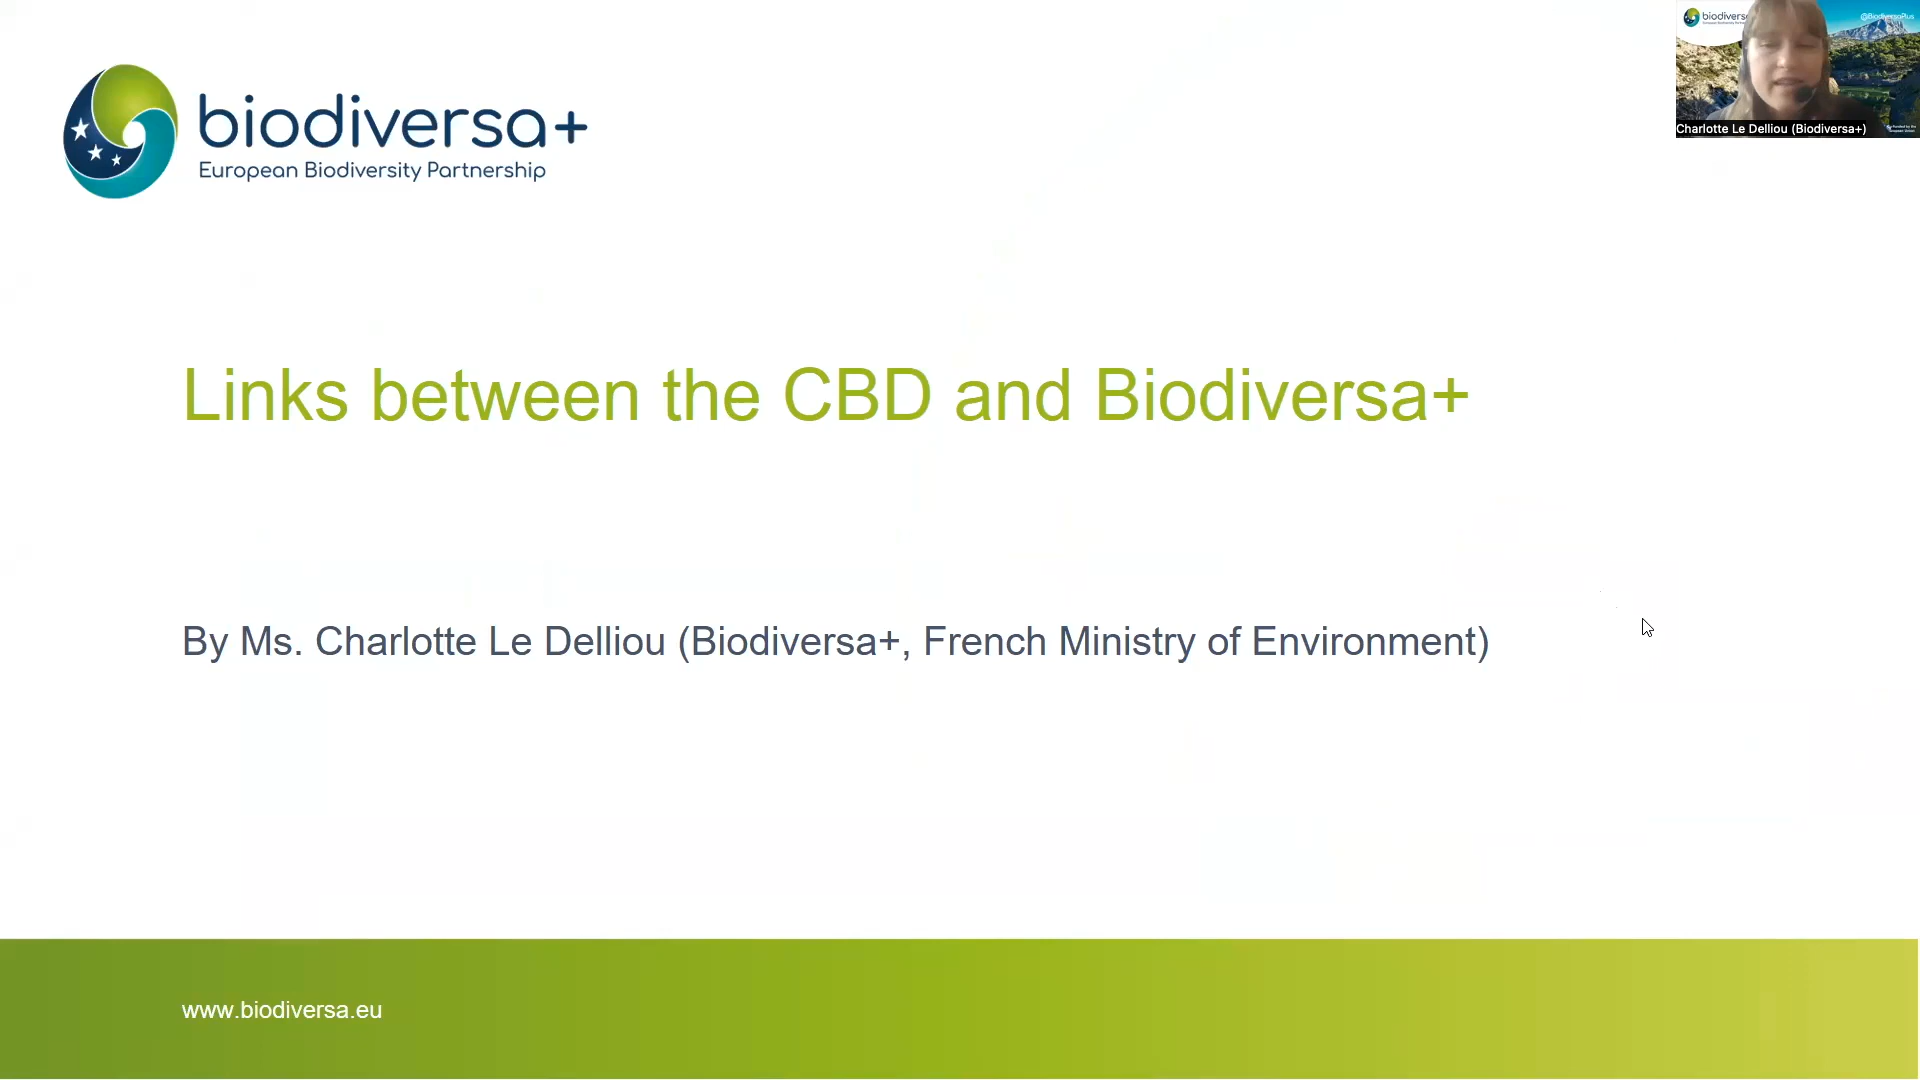 biodiversa+
European Biodiversity Partnership
@BiodiversaPlus
Charlotte Le Delliou (Biodiversa+)
Links between the CBD and Biodiversa+
By Ms. Charlotte Le Delliou (Biodiversa+, French Ministry of Environment)
www.biodiversa.eu